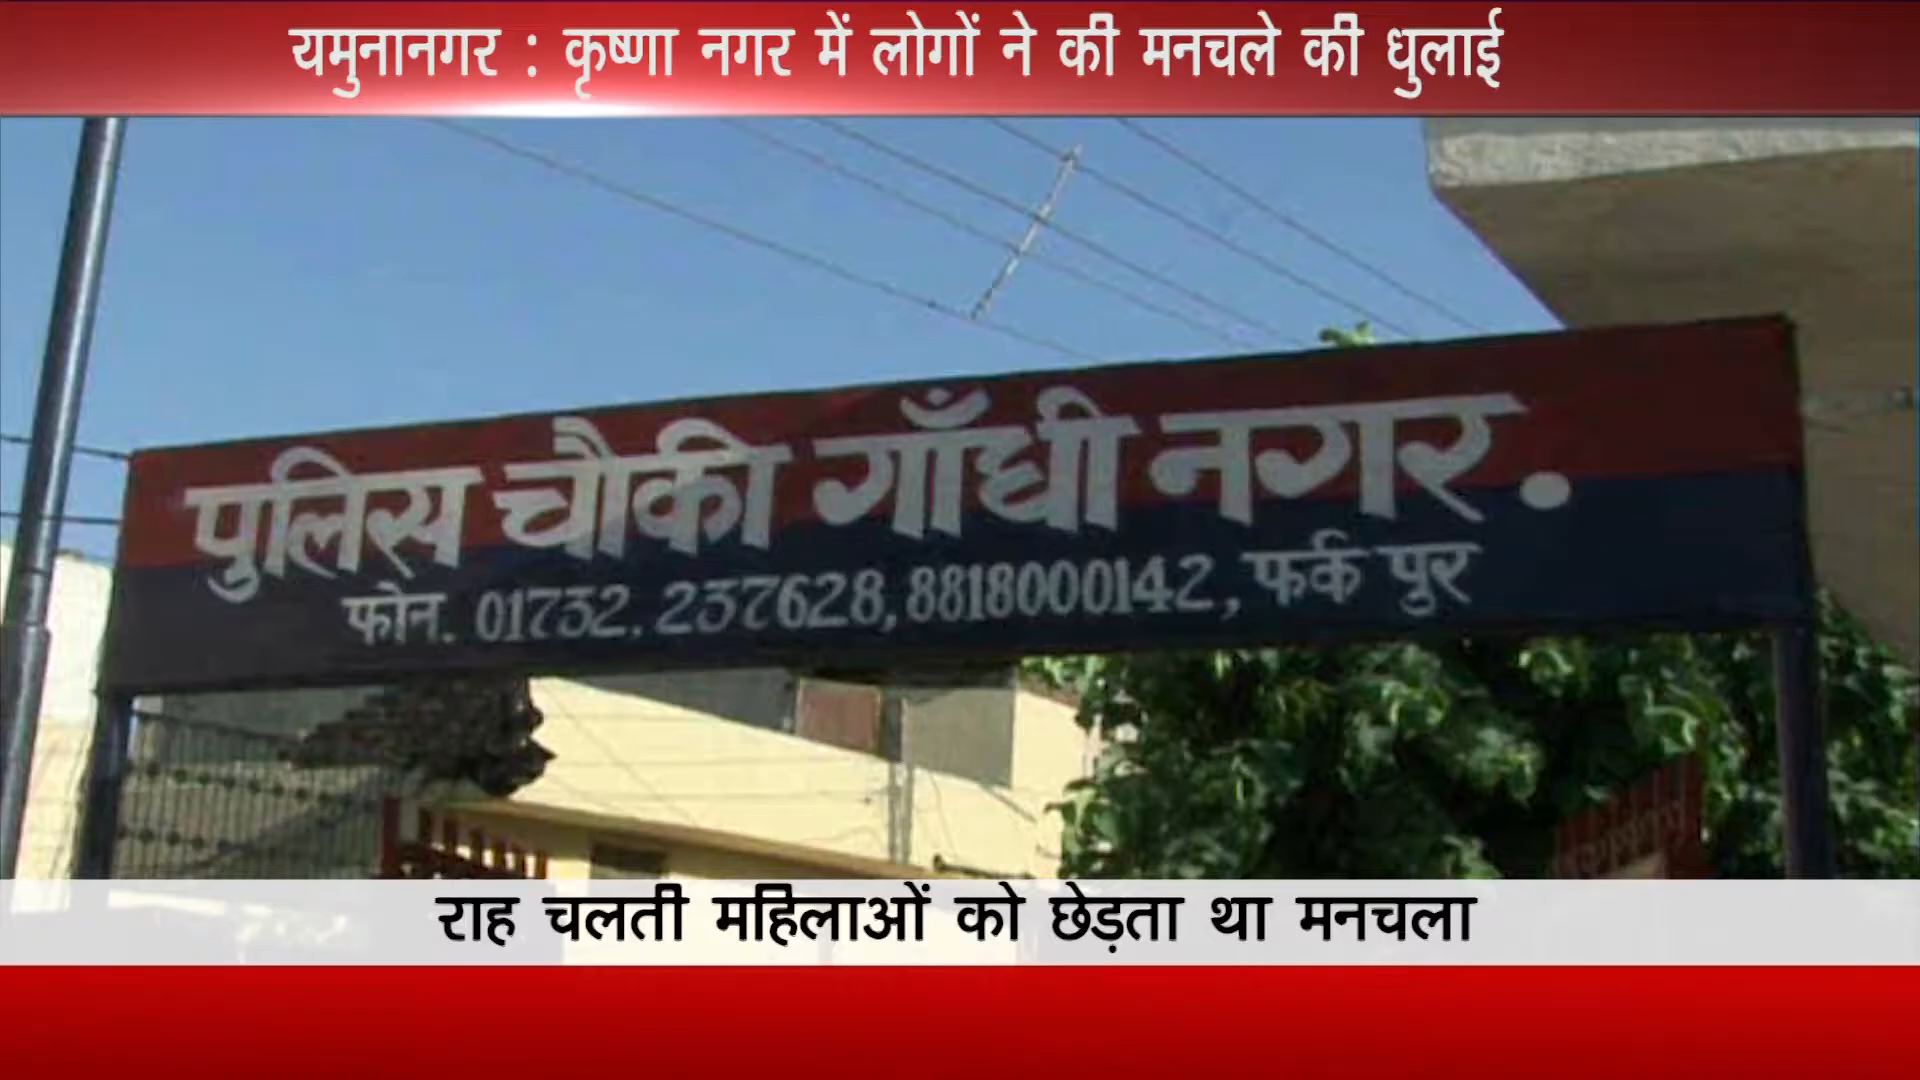 यमुनानगर : कृष्णा नगर में लोगों ने की मनचले की धुलाई
पुलिस चौकी गाँधी नगर.
फोन. 01732, 237628, 8818000142, फर्क पुर
राह चलती महिलाओं को छेड़ता था मनचला